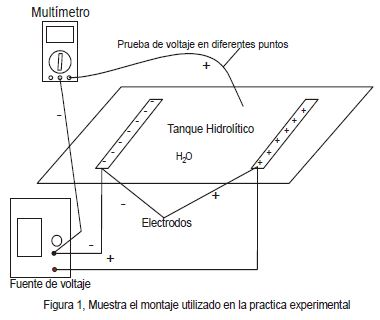 Multímetro
Prueba de voltaje en diferentes puntos
+
-
Tanque Hidrolítico
H2O
- - - - - - -
+ + + + + + +
-
+
Electrodos
-
+
Fuente de voltaje
Figura 1, Muestra el montaje utilizado en la practica experimental